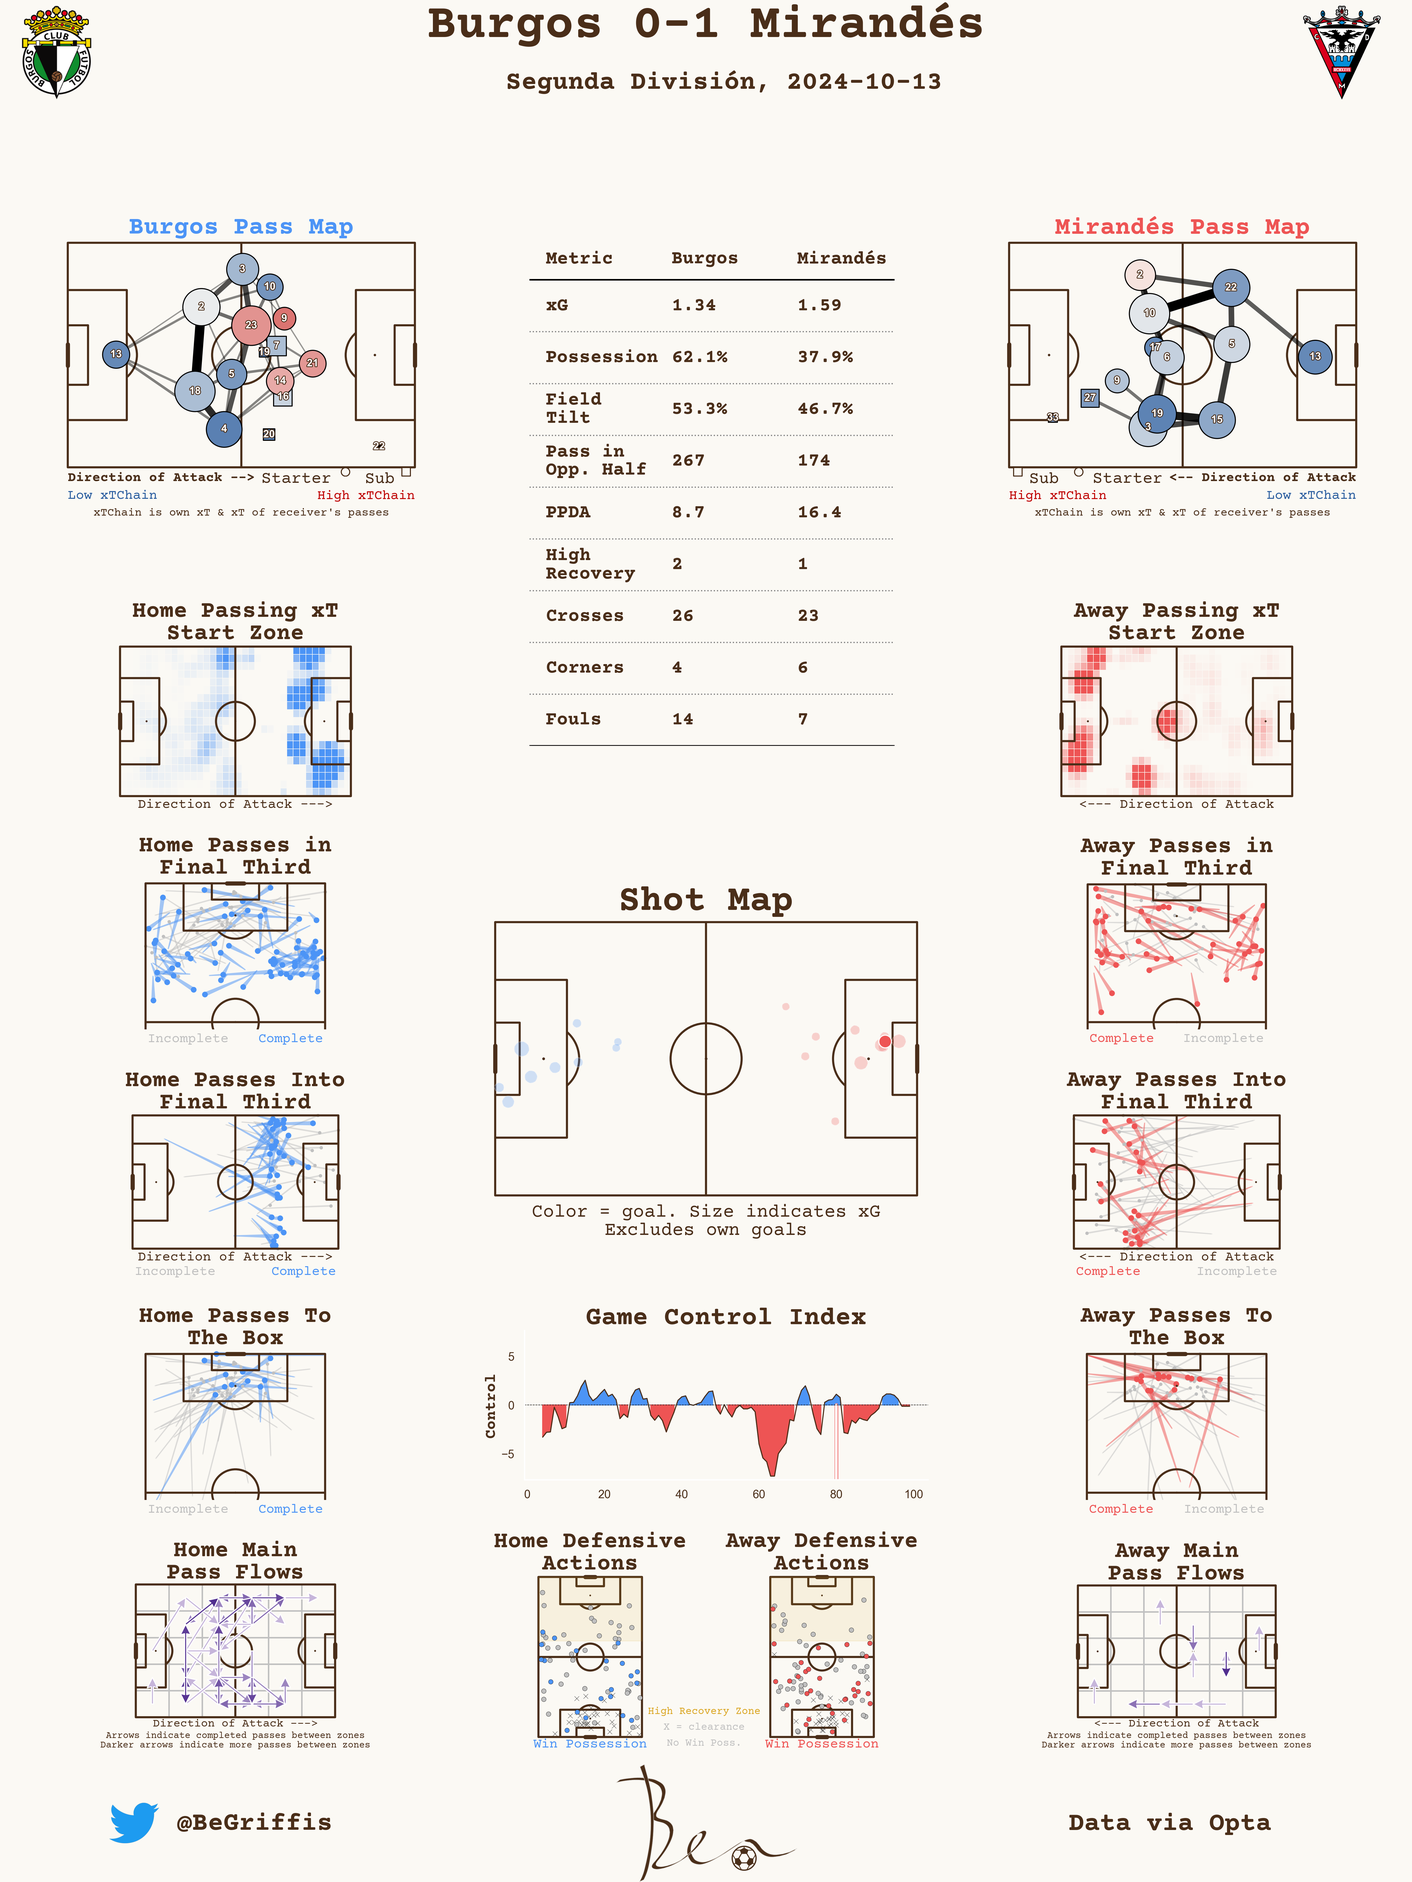 Burgos 0-1 Mirandés
Segunda División, 2024-10-13
CLUB
BURGOS
FUTBOL
C D
M
Burgos Pass Map
3
10
2
23
9
7
19
13
21
5
14
18
16
4
20
22
Direction of Attack --> Starter Sub
Low xTChain High xTChain
xTChain is own xT & xT of receiver's passes
Metric Burgos Mirandés
xG 1.34 1.59
Possession 62.1% 37.9%
Field
Tilt 53.3% 46.7%
Pass in
Opp. Half 267 174
PPDA 8.7 16.4
High
Recovery 2 1
Crosses 26 23
Corners 4 6
Fouls 14 7
Mirandés Pass Map
2
22
10
17
5
6
13
9
27
33
19
3
15
Sub Starter <-- Direction of Attack
High xTChain Low xTChain
xTChain is own xT & xT of receiver's passes
Home Passing xT
Start Zone
Direction of Attack --->
Away Passing xT
Start Zone
<--- Direction of Attack
Home Passes in
Final Third
Incomplete Complete
Away Passes in
Final Third
Complete Incomplete
Shot Map
Color = goal. Size indicates xG
Excludes own goals
Home Passes Into
Final Third
Direction of Attack --->
Incomplete Complete
Away Passes Into
Final Third
<--- Direction of Attack
Complete Incomplete
Home Passes To
The Box
Incomplete Complete
Game Control Index
Control
5
0
−5
0 20 40 60 80 100
Away Passes To
The Box
Complete Incomplete
Home Main
Pass Flows
Direction of Attack --->
Arrows indicate completed passes between zones
Darker arrows indicate more passes between zones
Home Defensive
Actions
Win Possession
High Recovery Zone
X = clearance
No Win Poss.
Away Defensive
Actions
Win Possession
Away Main
Pass Flows
<--- Direction of Attack
Arrows indicate completed passes between zones
Darker arrows indicate more passes between zones
@BeGriffis
Ben
Data via Opta